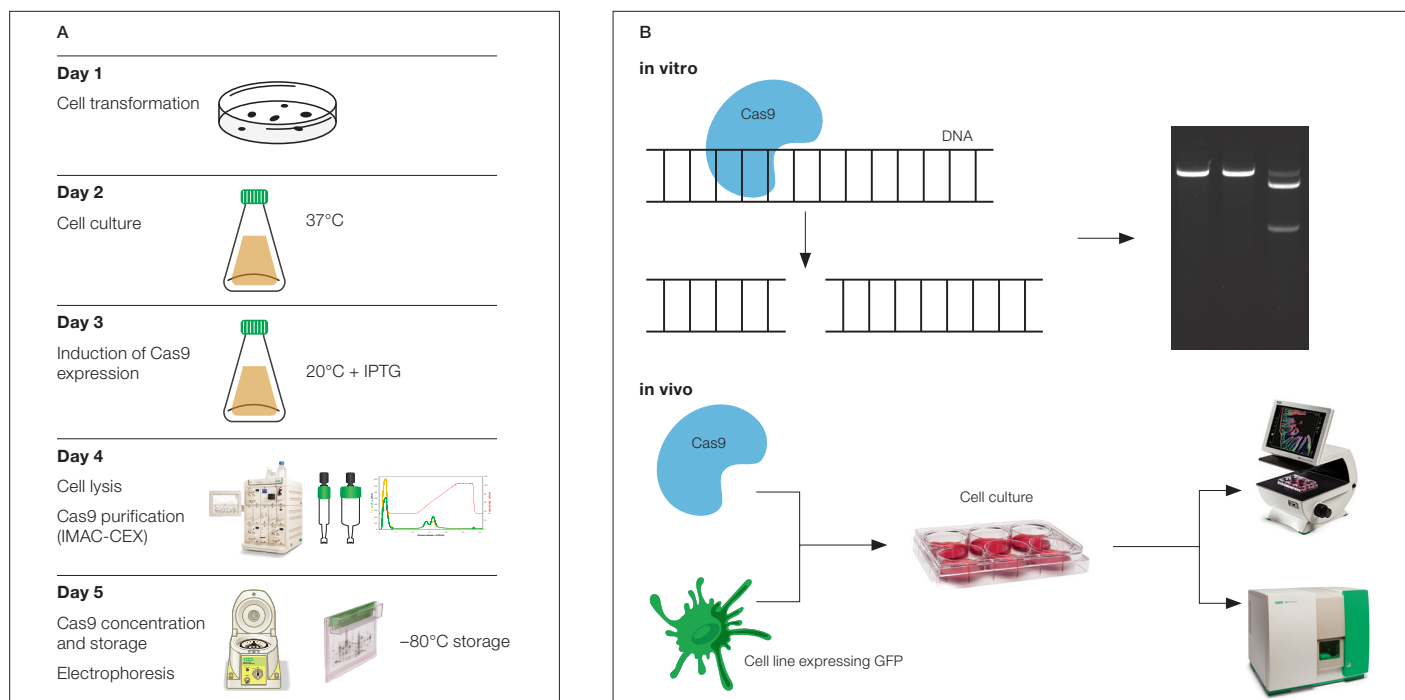 A
Day 1
Cell transformation
Day 2
Cell culture
37°C
Day 3
Induction of Cas9
expression
20°C + IPTG
Day 4
Cell lysis
Cas9 purification
(IMAC-CEX)
Day 5
Cas9 concentration
and storage
Electrophoresis
–80°C storage
B
in vitro
Cas9
DNA
in vivo
Cas9
Cell culture
Cell line expressing GFP